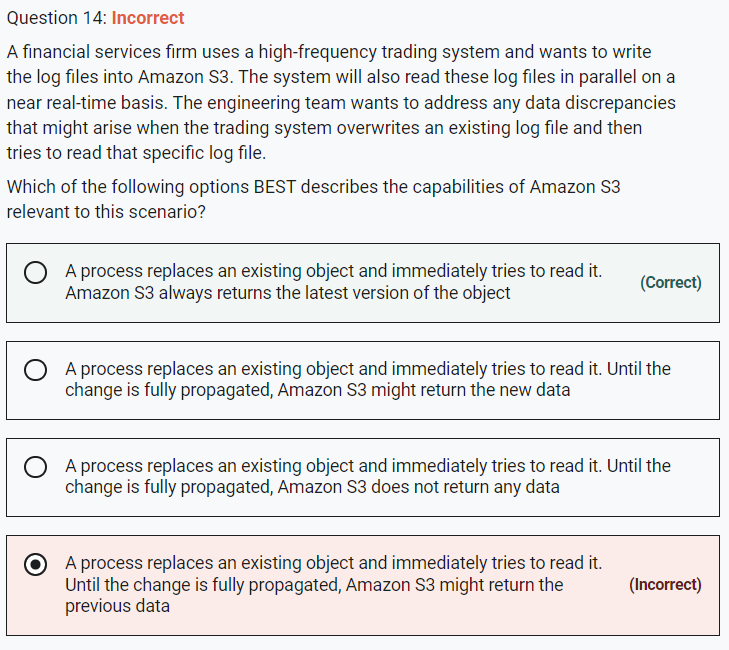 Question 14: Incorrect
A financial services firm uses a high-frequency trading system and wants to write
the log files into Amazon S3. The system will also read these log files in parallel on a
near real-time basis. The engineering team wants to address any data discrepancies
that might arise when the trading system overwrites an existing log file and then
tries to read that specific log file.
Which of the following options BEST describes the capabilities of Amazon S3
relevant to this scenario?
A process replaces an existing object and immediately tries to read it.
Amazon S3 always returns the latest version of the object
(Correct)
A process replaces an existing object and immediately tries to read it. Until the
change is fully propagated, Amazon S3 might return the new data
A process replaces an existing object and immediately tries to read it. Until the
change is fully propagated, Amazon S3 does not return any data
A process replaces an existing object and immediately tries to read it.
Until the change is fully propagated, Amazon S3 might return the
previous data
(Incorrect)